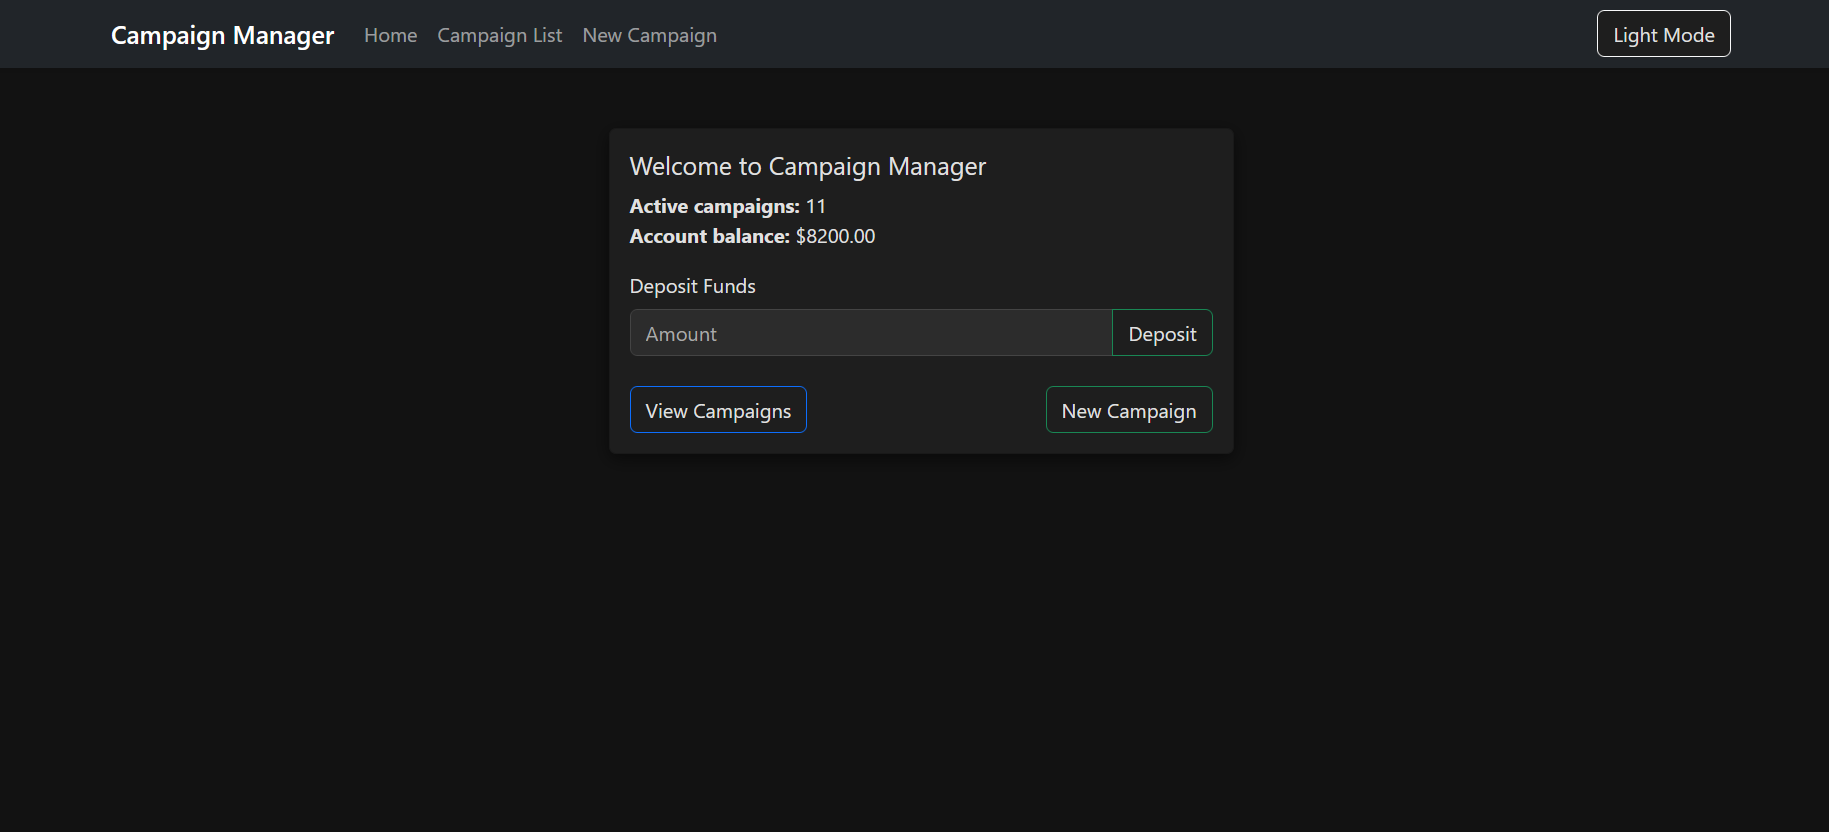 Campaign Manager Home Campaign List New Campaign Light Mode
Welcome to Campaign Manager
Active campaigns: 11
Account balance: $8200.00
Deposit Funds
Amount Deposit
View Campaigns New Campaign